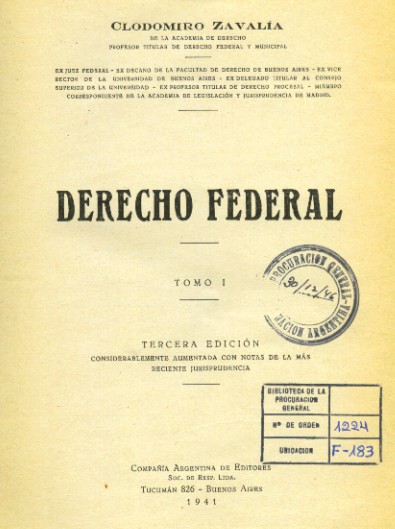 CLODOMIRO ZAVALÍA
DE LA ACADEMIA DE DERECHO
PROFESOR TITULAR DE DERECHO FEDERAL Y MUNICIPAL
EX JUEZ FEDERAL - EX DECANO DE LA FACULTAD DE DERECHO DE BUENOS AIRES - EX VICE
RECTOR DE LA UNIVERSIDAD DE BUENOS AIRES - EX DELEGADO TITULAR AL CONSEJO
SUPERIOR DE LA UNIVERSIDAD - EX PROFESOR TITULAR DE DERECHO PROCESAL - MIEMBRO
CORRESPONDIENTE DE LA ACADEMIA DE LEGISLACIÓN Y JURISPRUDENCIA DE MADRID.
DERECHO FEDERAL
TOMO I
PROCURACION GENERAL
30/12/46
NACION ARGENTINA
TERCERA EDICIÓN
CONSIDERABLEMENTE AUMENTADA CON NOTAS DE LA MÁS
RECIENTE JURISPRUDENCIA
BIBLIOTECA DE LA
PROCURACION
GENERAL
Nº DE ORDEN 1224
UBICACION F-183
COMPAÑÍA ARGENTINA DE EDITORES
SOC. DE RESP. LTDA.
TUCUMÁN 826 - BUENOS AIRES
1941